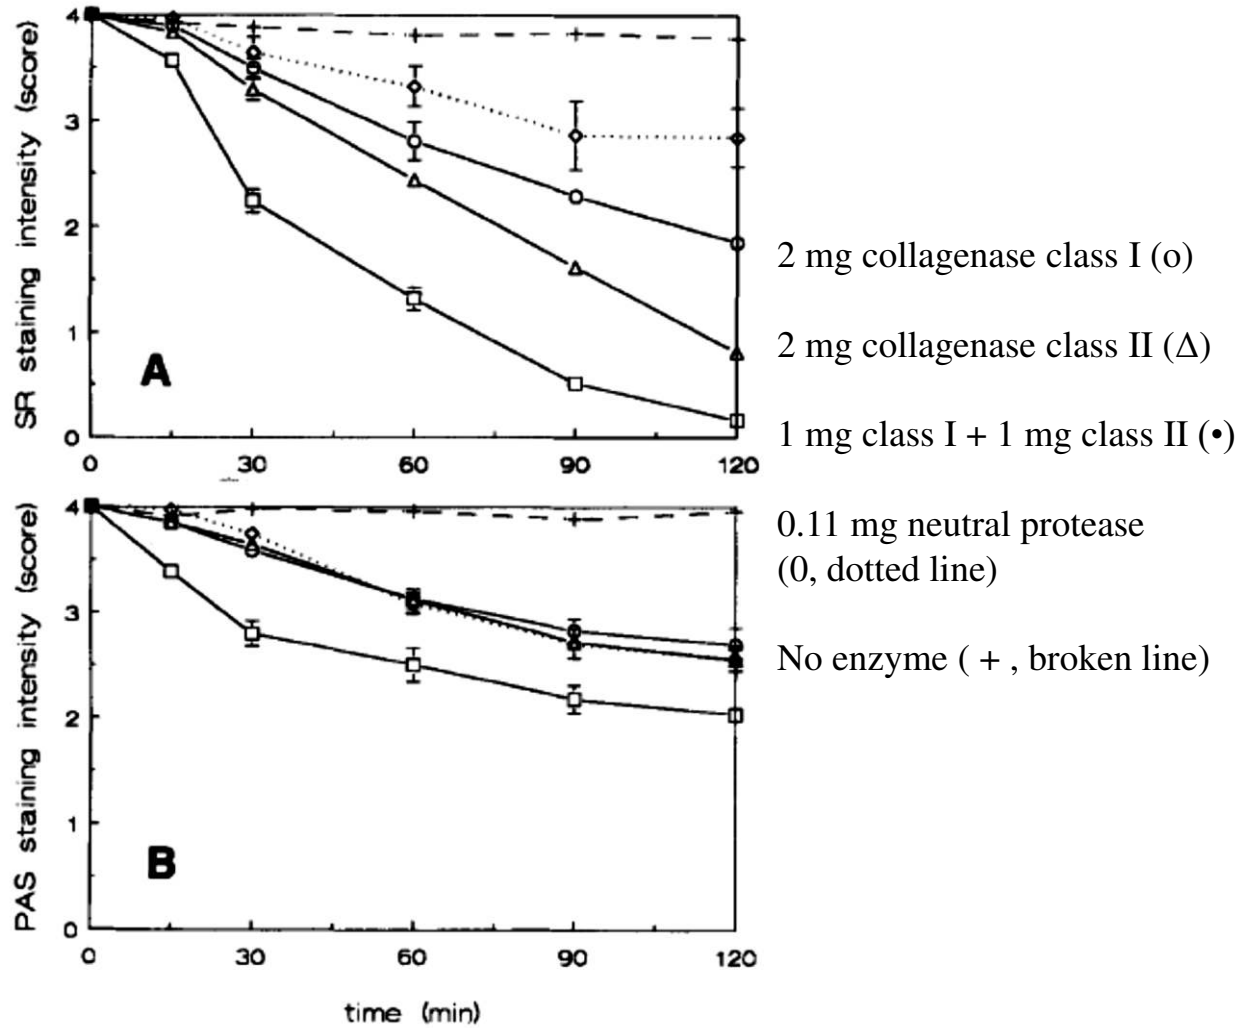 SR staining intensity (score)
4
3
2
1
0
A
0 30 60 90 120
2 mg collagenase class I (o)
2 mg collagenase class II (Δ)
1 mg class I + 1 mg class II (•)
0.11 mg neutral protease
(0, dotted line)
No enzyme ( + , broken line)
PAS staining intensity (score)
4
3
2
1
0
B
0 30 60 90 120
time (min)